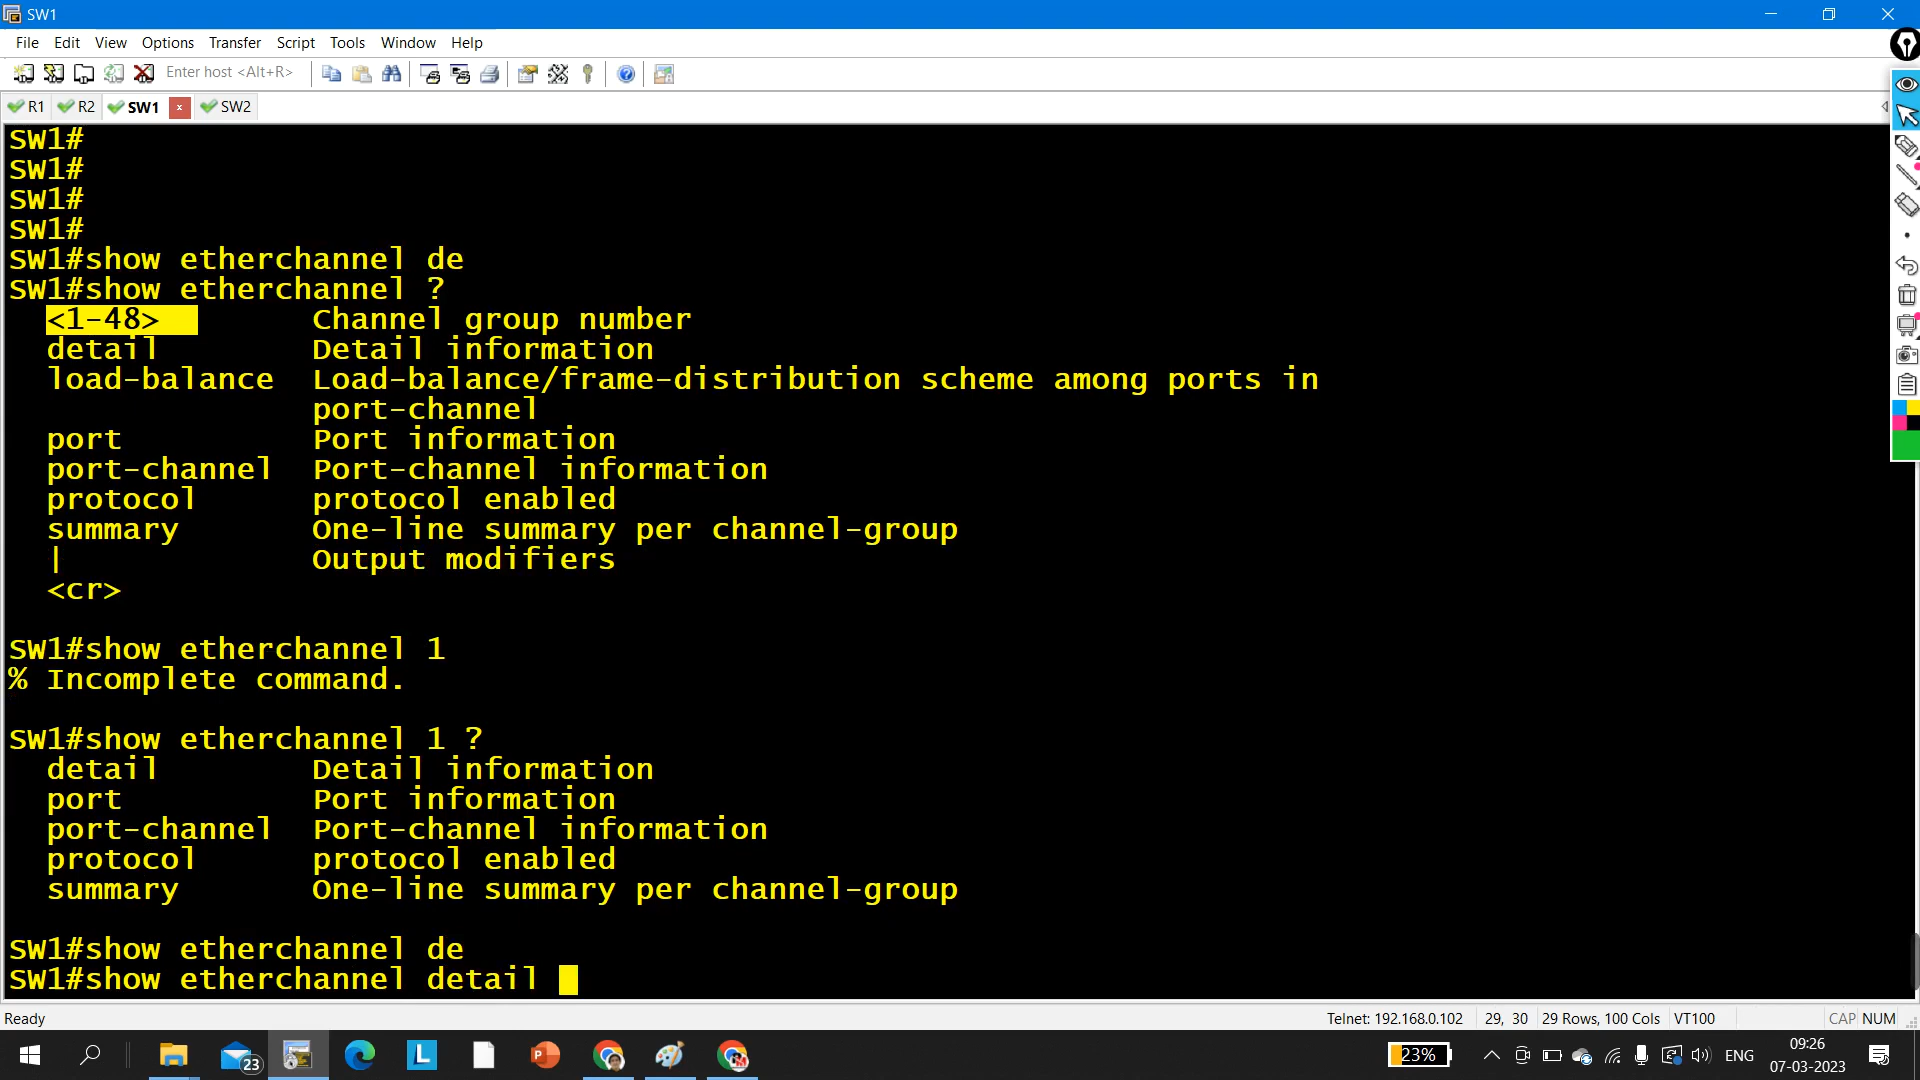 SW1
File Edit View Options Transfer Script Tools Window Help
Enter host <Alt+R>
R1 R2 SW1 x SW2
SW1#
SW1#
SW1#
SW1#
SW1#show etherchannel de
SW1#show etherchannel ?
<1-48> Channel group number
detail Detail information
load-balance Load-balance/frame-distribution scheme among ports in
port-channel
port Port information
port-channel Port-channel information
protocol protocol enabled
summary One-line summary per channel-group
| Output modifiers
<cr>
SW1#show etherchannel 1
% Incomplete command.
SW1#show etherchannel 1 ?
detail Detail information
port Port information
port-channel Port-channel information
protocol protocol enabled
summary One-line summary per channel-group
SW1#show etherchannel de
SW1#show etherchannel detail
Ready Telnet: 192.168.0.102 29, 30 29 Rows, 100 Cols VT100 CAP NUM
23 L P 23% ENG 09:26
07-03-2023